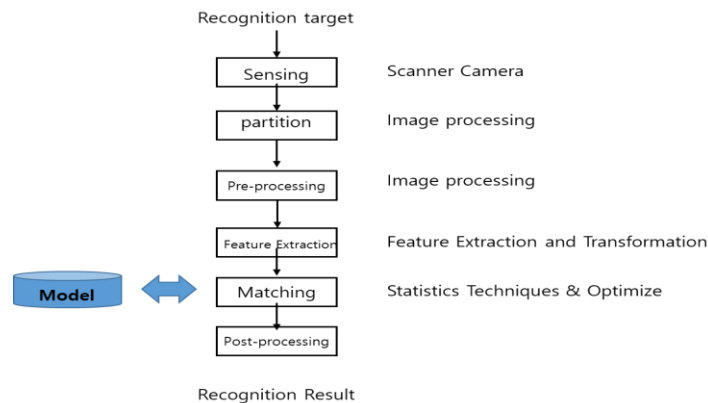 Recognition target
Sensing
Scanner Camera
partition
Image processing
Pre-processing
Image processing
Feature Extraction
Feature Extraction and Transformation
Model
Matching
Statistics Techniques & Optimize
Post-processing
Recognition Result